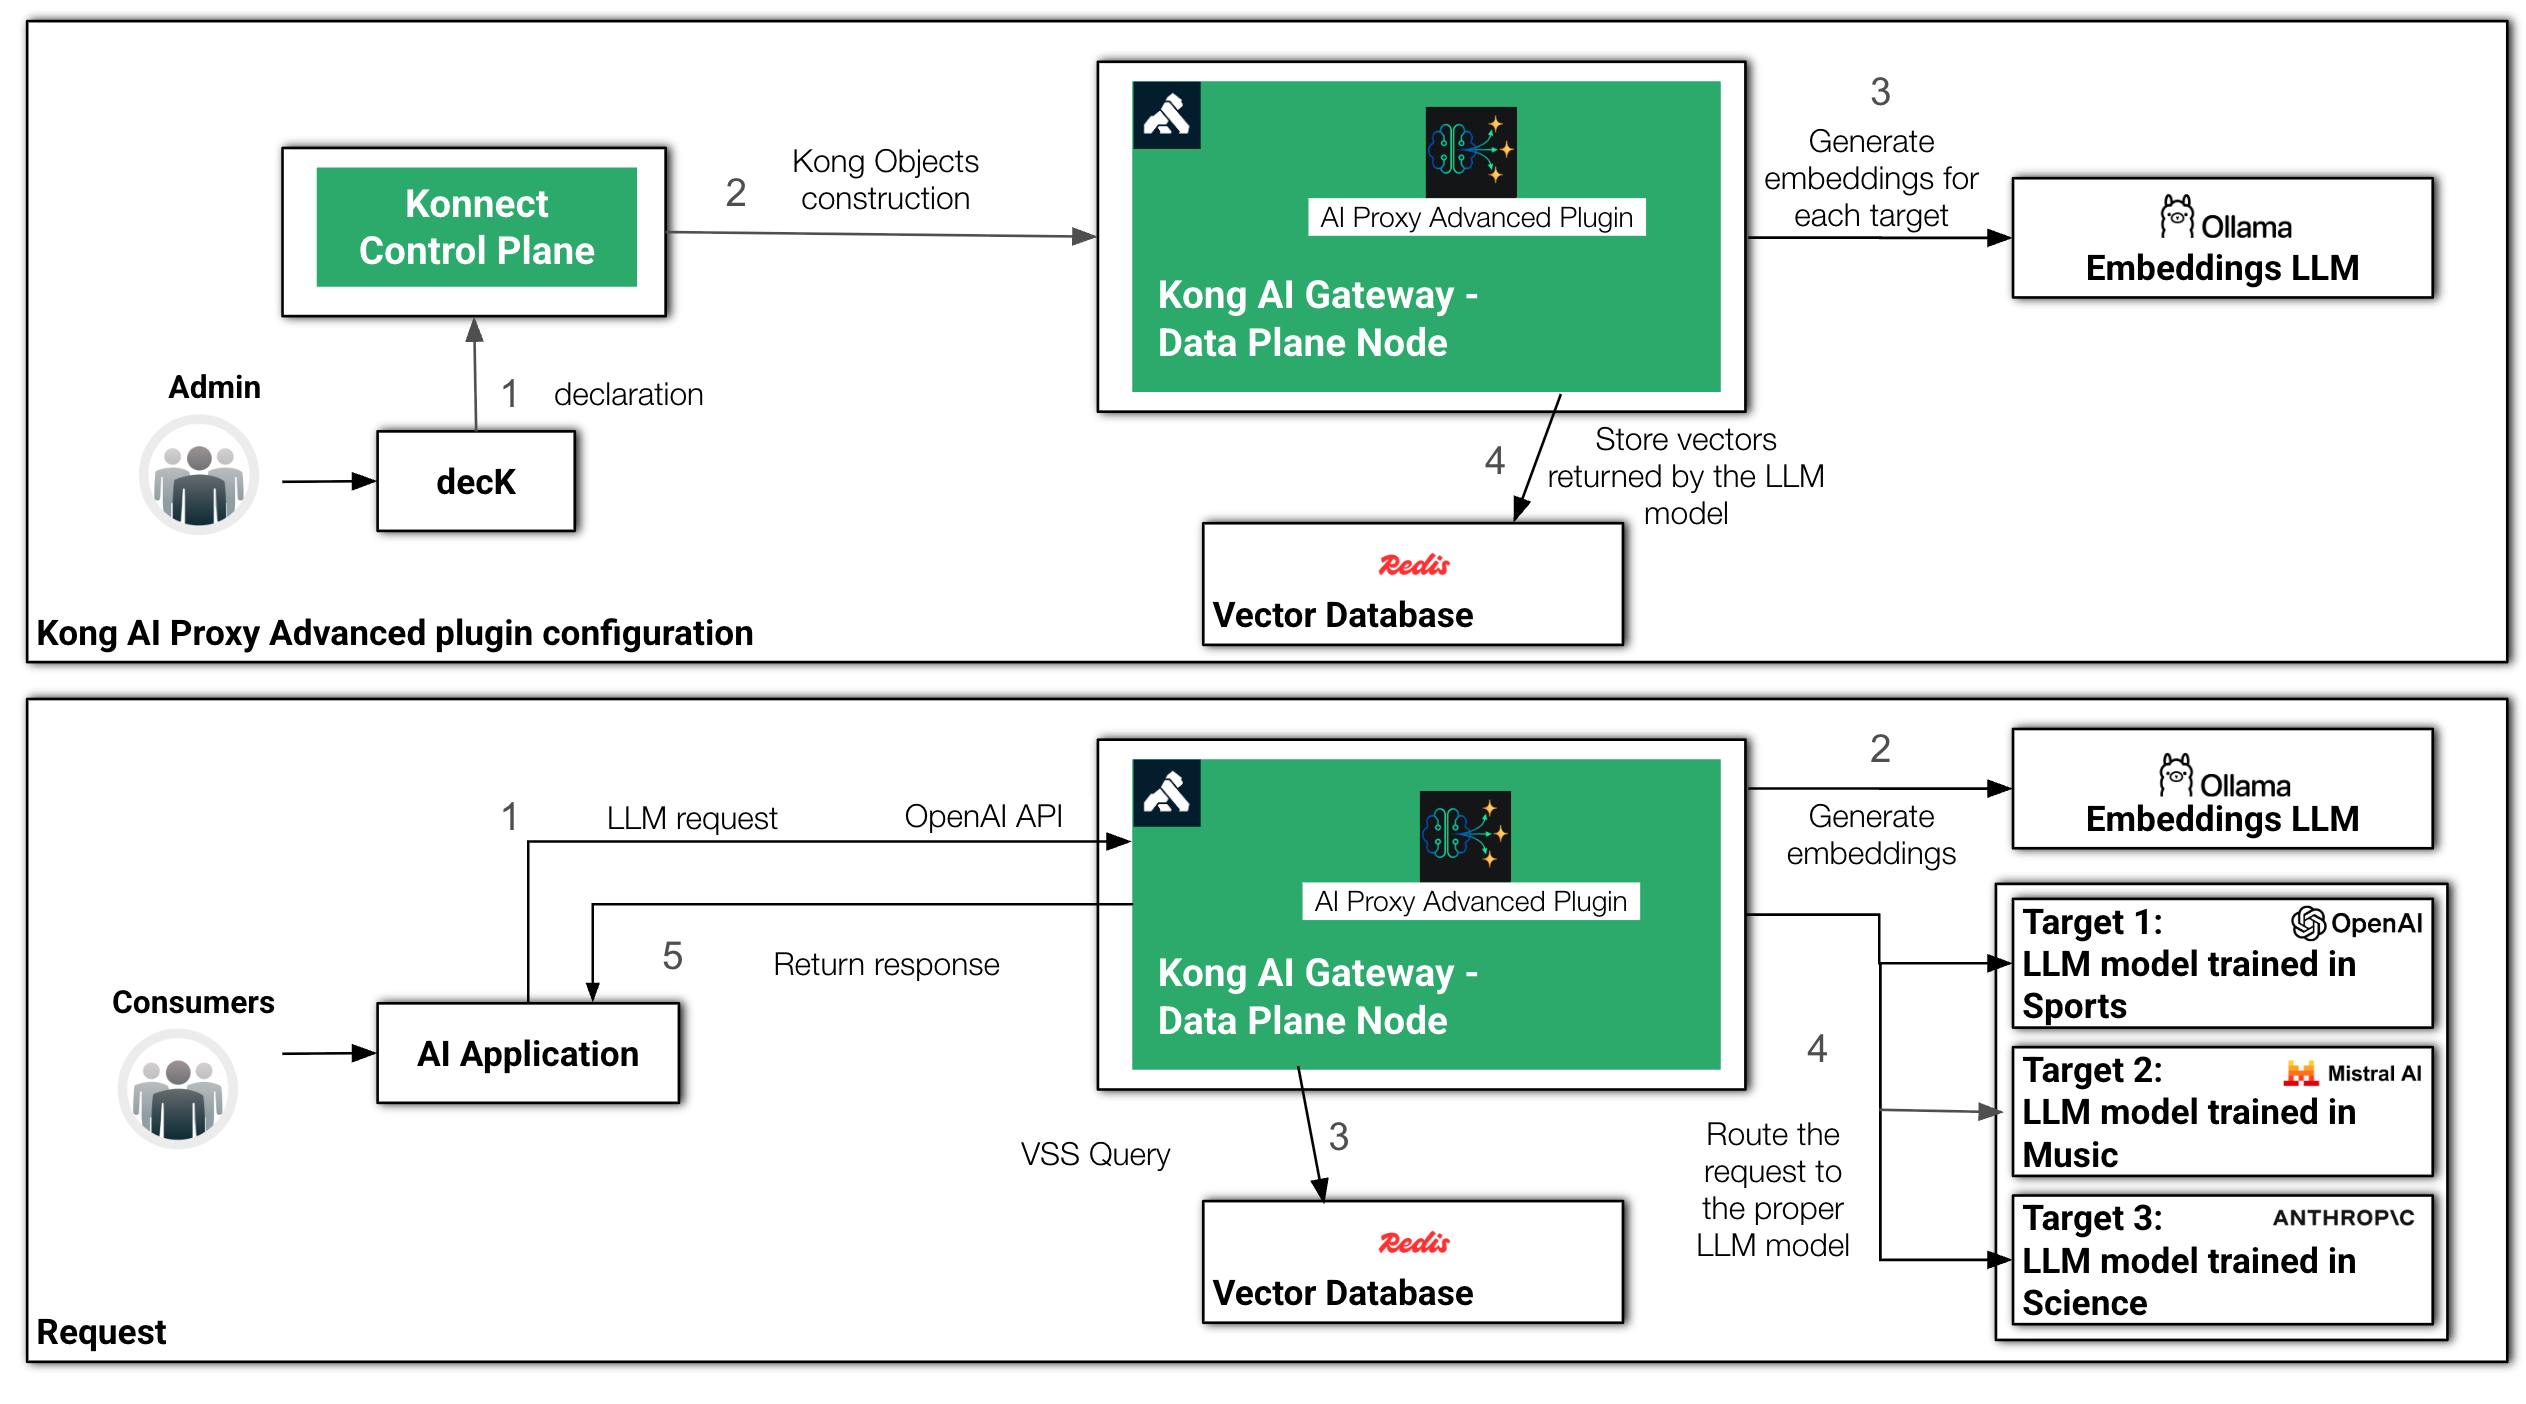 Konnect
Control Plane
2
Kong Objects
construction
AI Proxy Advanced Plugin
Kong AI Gateway -
Data Plane Node
3
Generate
embeddings for
each target
Ollama
Embeddings LLM
Admin
1
declaration
decK
4
Store vectors
returned by the LLM
model
Redis
Vector Database
Kong AI Proxy Advanced plugin configuration
1
LLM request
OpenAI API
AI Proxy Advanced Plugin
Kong AI Gateway -
Data Plane Node
2
Generate
embeddings
Ollama
Embeddings LLM
5
Return response
Consumers
AI Application
3
VSS Query
Redis
Vector Database
4
Route the
request to
the proper
LLM model
Target 1:
OpenAI
LLM model trained in
Sports
Target 2:
Mistral AI
LLM model trained in
Music
Target 3:
ANTHROP\C
LLM model trained in
Science
Request